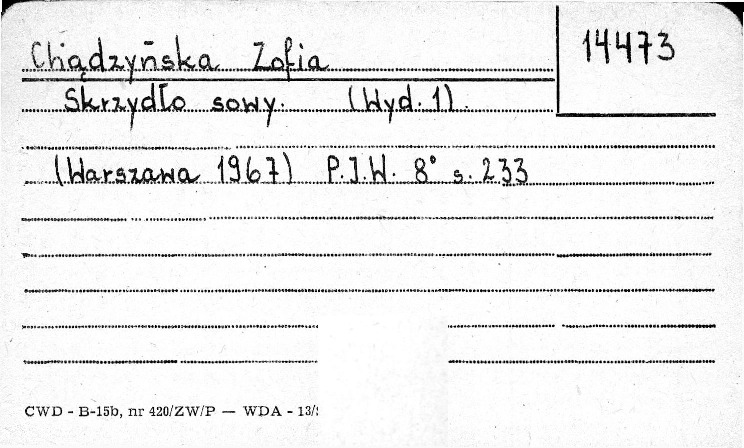 Chądzyńska Zofia
14473
Skrzydło sowy. (Wyd. 1).
(Warszawa 1967) P.I.W. 8° s. 233
CWD - B-15b, nr 420/ZW/P — WDA - 13/